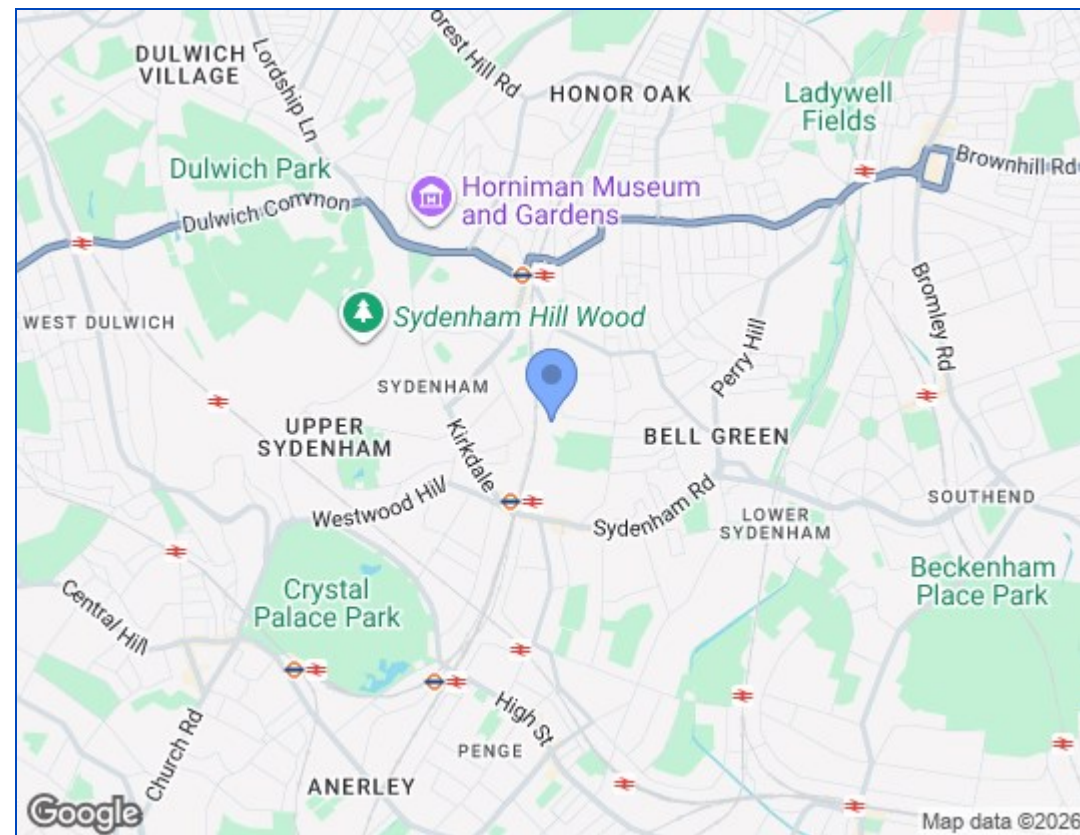 DULWICH
VILLAGE
Lordship Ln
orest Hill Rd
HONOR OAK
Ladywell
Fields
Brownhill Rd
Dulwich Park
Horniman Museum
and Gardens
Dulwich Common
WEST DULWICH
Sydenham Hill Wood
Bromley Rd
Perry Hill
SYDENHAM
UPPER
SYDENHAM
Kirkdale
BELL GREEN
Westwood Hill
Sydenham Rd
SOUTHEND
LOWER
SYDENHAM
Beckenham
Place Park
Crystal
Palace Park
Central Hill
High St
Church Rd
PENGE
ANERLEY
Google
Map data ©2026